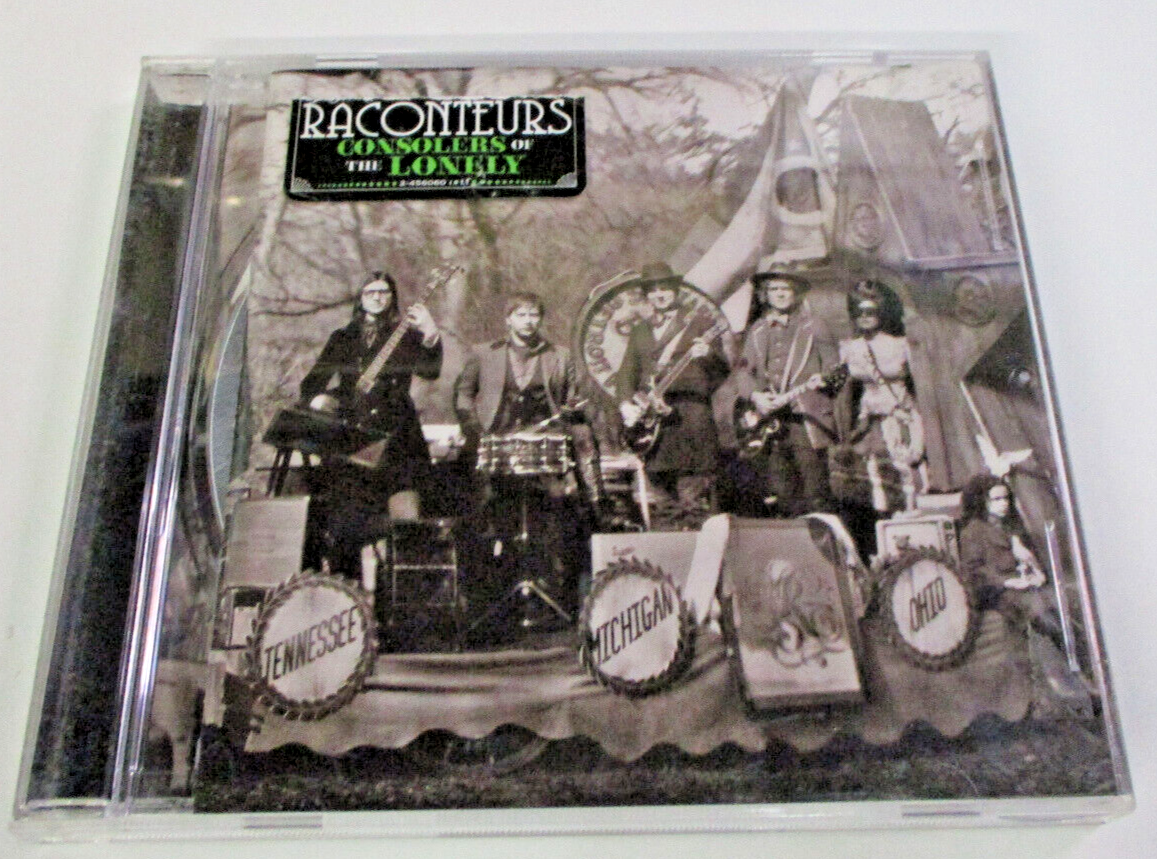 RACONTEURS
CONSOLERS OF
THE LONELY
TENNESSEE
MICHIGAN
OHIO